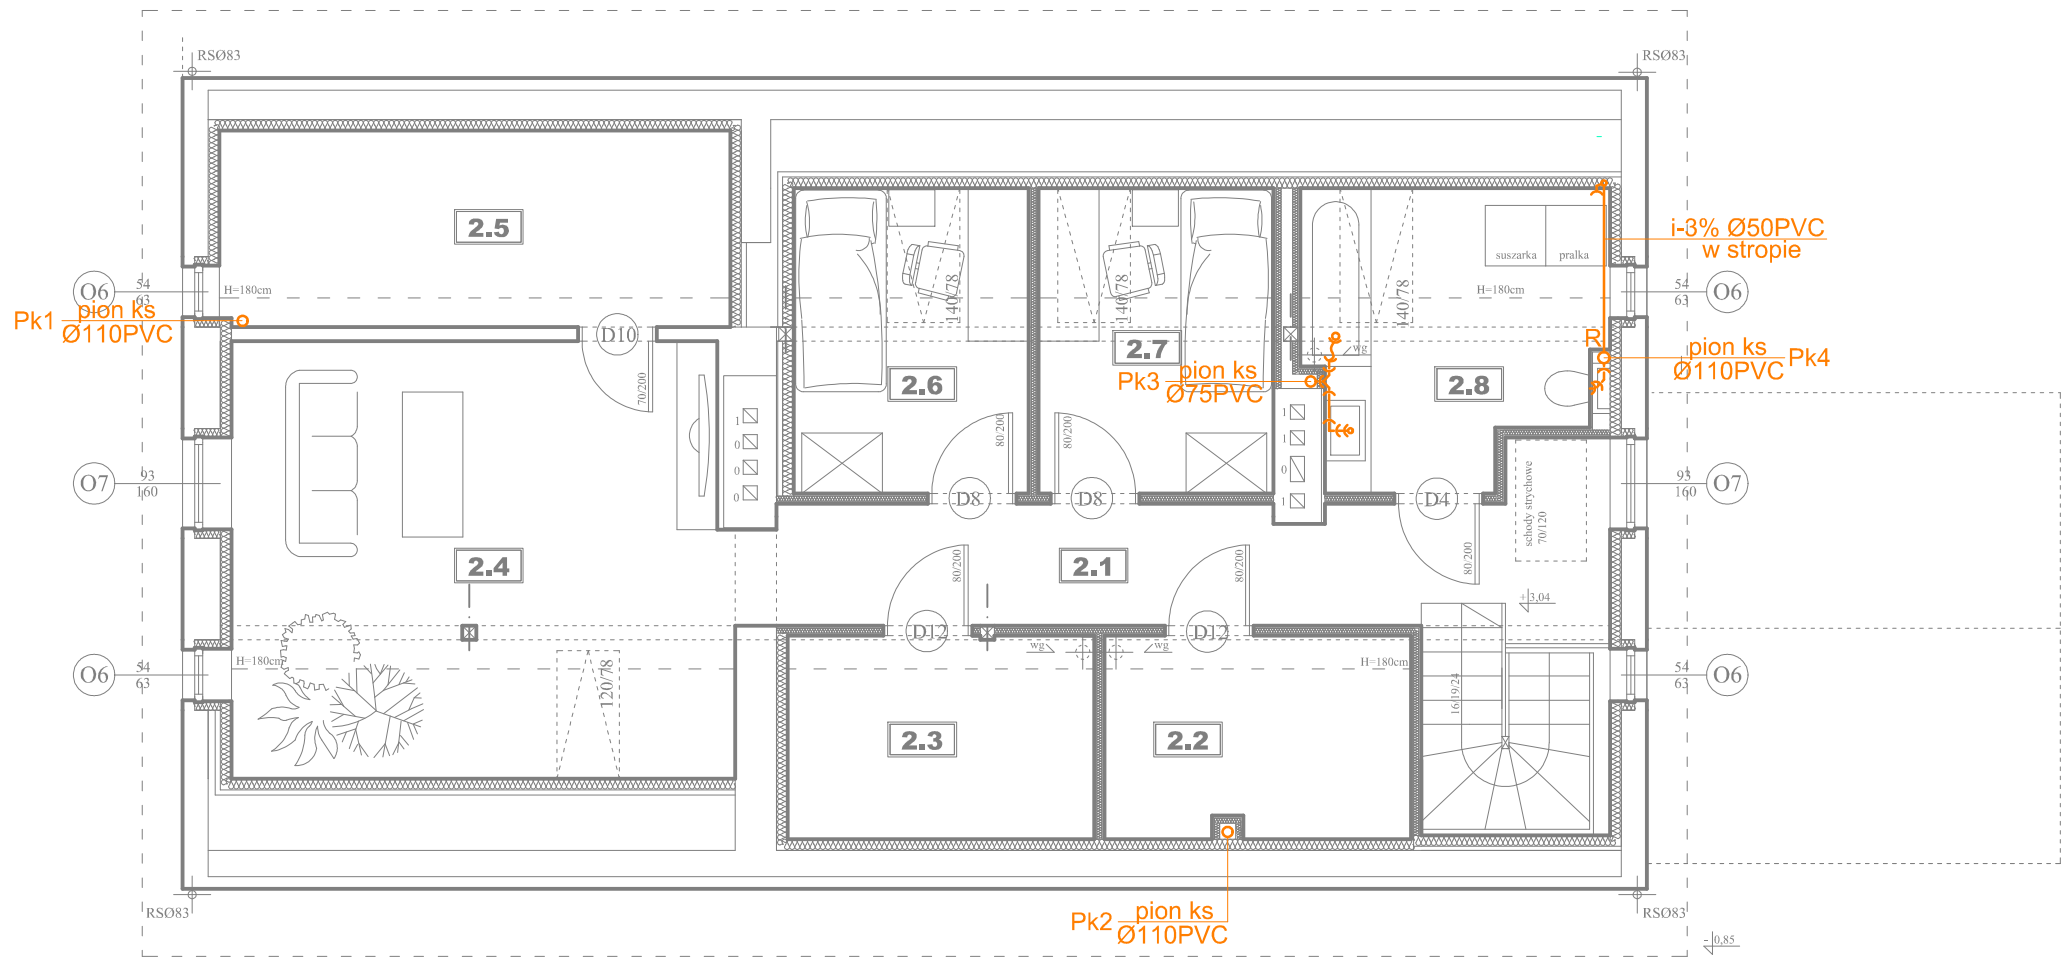 RSØ83
RSØ83
2.5
i-3% Ø50PVC
w stropie
suszarka
pralka
O6
54
63
H=180cm
140/78
140/78
140/78
H=180cm
54
63
O6
Pk1
pion ks
Ø110PVC
D10
70/200
2.7
wg
R
pion ks
Ø110PVC
Pk4
2.6
Pk3
pion ks
Ø75PVC
2.8
1
0
0
0
1
1
0
1
80/200
80/200
O7
93
160
D8
D8
D4
schody strychowe
70/120
93
160
O7
2.4
80/200
2.1
80/200
80/200
+3,04
D12
D12
wg
wg
O6
54
63
H=180cm
120/78
H=180cm
16/19/24
54
63
O6
2.3
2.2
RSØ83
RSØ83
Pk2
pion ks
Ø110PVC
- 0,85